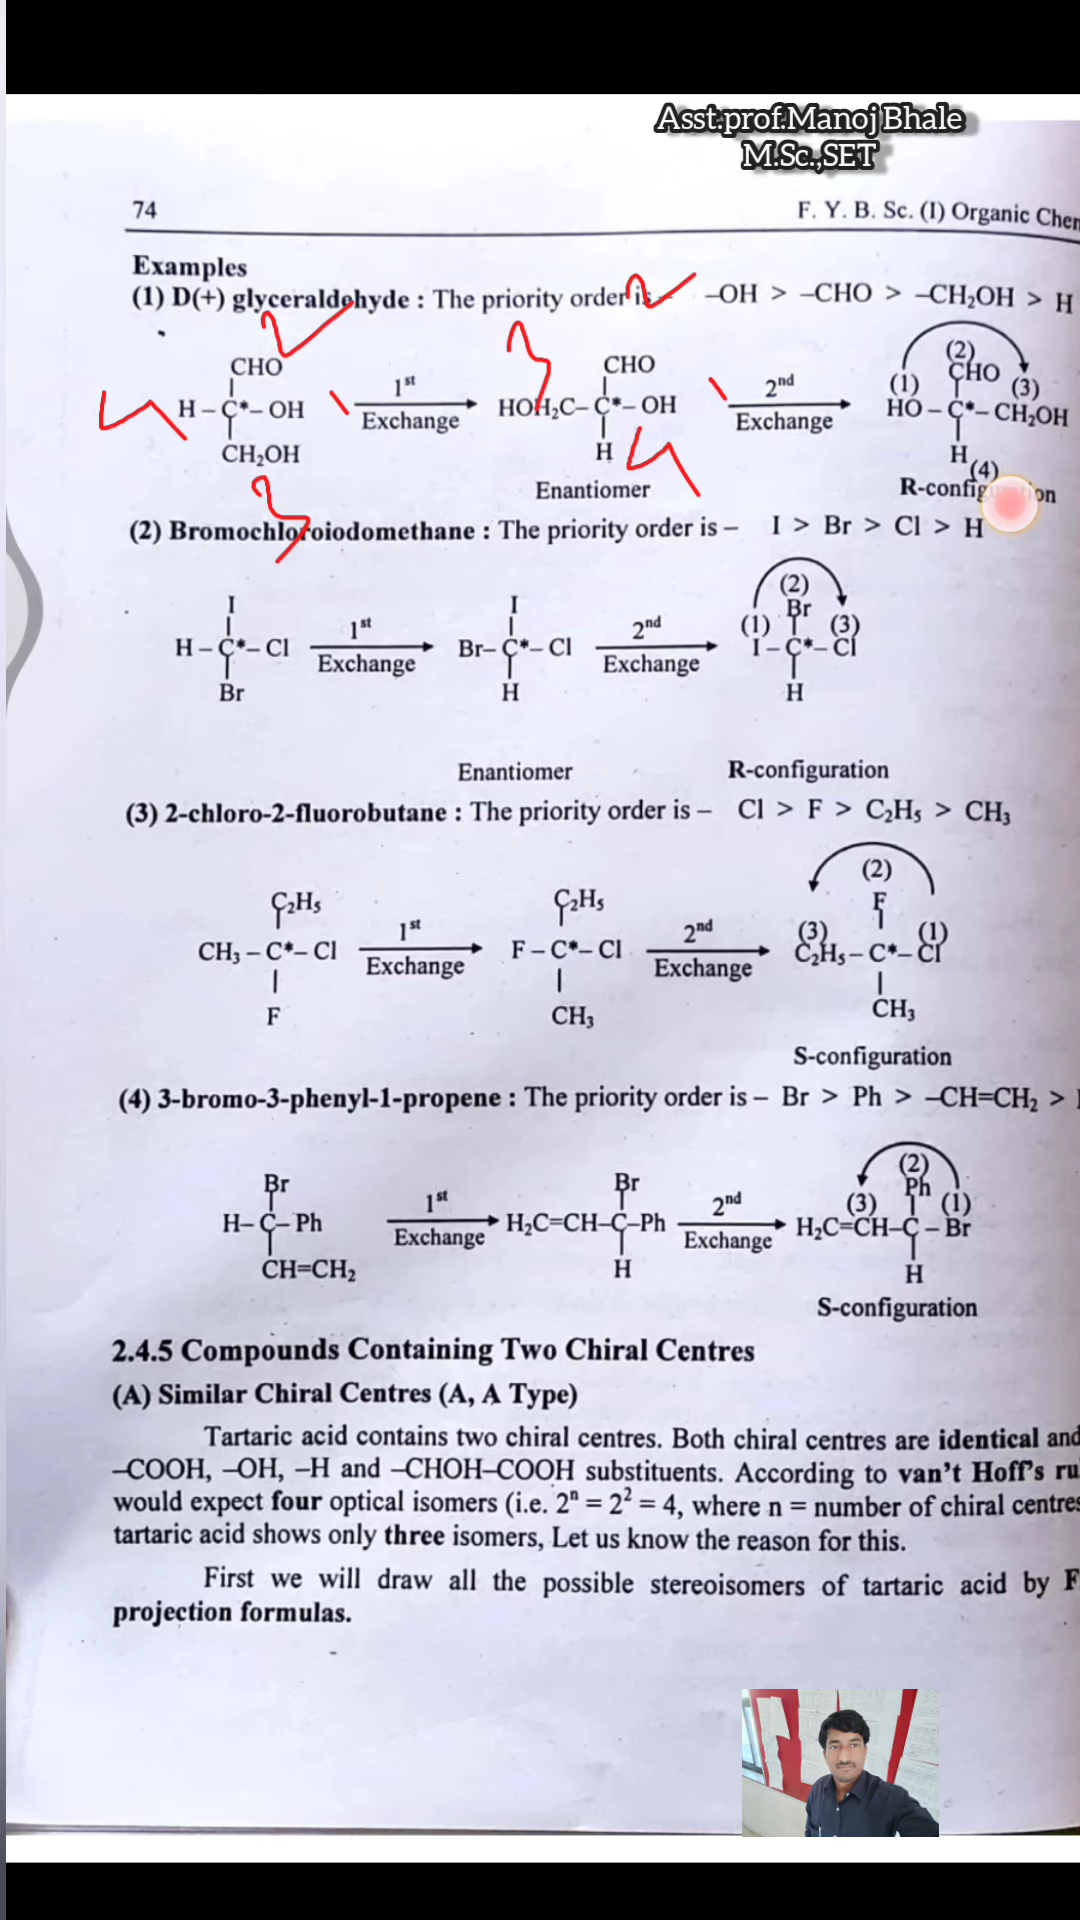 Asst.prof.Manoj Bhale
M.Sc.,SET
74
F. Y. B. Sc. (I) Organic Chem
Examples
(1) D(+) glyceraldehyde : The priority order is – –OH > –CHO > –CH₂OH > H
CHO
H – C*– OH
CH₂OH
1st
Exchange
CHO
HOH₂C– C*– OH
H
Enantiomer
2nd
Exchange
(2)
CHO
(1) (3)
HO – C*– CH₂OH
H
(4)
R-configuration
(2) Bromochloroiodomethane : The priority order is – I > Br > Cl > H
I
H – C*– Cl
Br
1st
Exchange
I
Br– C*– Cl
H
Enantiomer
2nd
Exchange
(2)
Br
(1) (3)
I – C*– Cl
H
R-configuration
(3) 2-chloro-2-fluorobutane : The priority order is – Cl > F > C₂H₅ > CH₃
C₂H₅
CH₃ – C*– Cl
F
1st
Exchange
C₂H₅
F – C*– Cl
CH₃
2nd
Exchange
(2)
F
(3) (1)
C₂H₅ – C*– Cl
CH₃
S-configuration
(4) 3-bromo-3-phenyl-1-propene : The priority order is – Br > Ph > –CH=CH₂ >
Br
H– C– Ph
CH=CH₂
1st
Exchange
Br
H₂C=CH–C–Ph
H
2nd
Exchange
(2)
Ph
(3) (1)
H₂C=CH–C – Br
H
S-configuration
2.4.5 Compounds Containing Two Chiral Centres
(A) Similar Chiral Centres (A, A Type)
Tartaric acid contains two chiral centres. Both chiral centres are identical and
–COOH, –OH, –H and –CHOH–COOH substituents. According to van't Hoff's ru
would expect four optical isomers (i.e. 2ⁿ = 2² = 4, where n = number of chiral centres
tartaric acid shows only three isomers, Let us know the reason for this.
First we will draw all the possible stereoisomers of tartaric acid by F
projection formulas.